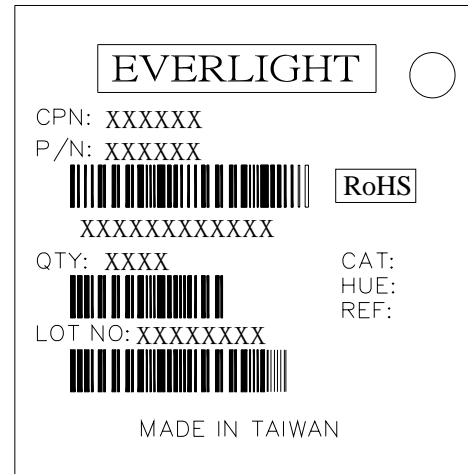 EVERLIGHT
CPN: XXXXXX
P/N: XXXXXX
RoHS
XXXXXXXXXXXXX
QTY: XXXX
CAT:
HUE:
REF:
LOT NO: XXXXXXXX
MADE IN TAIWAN